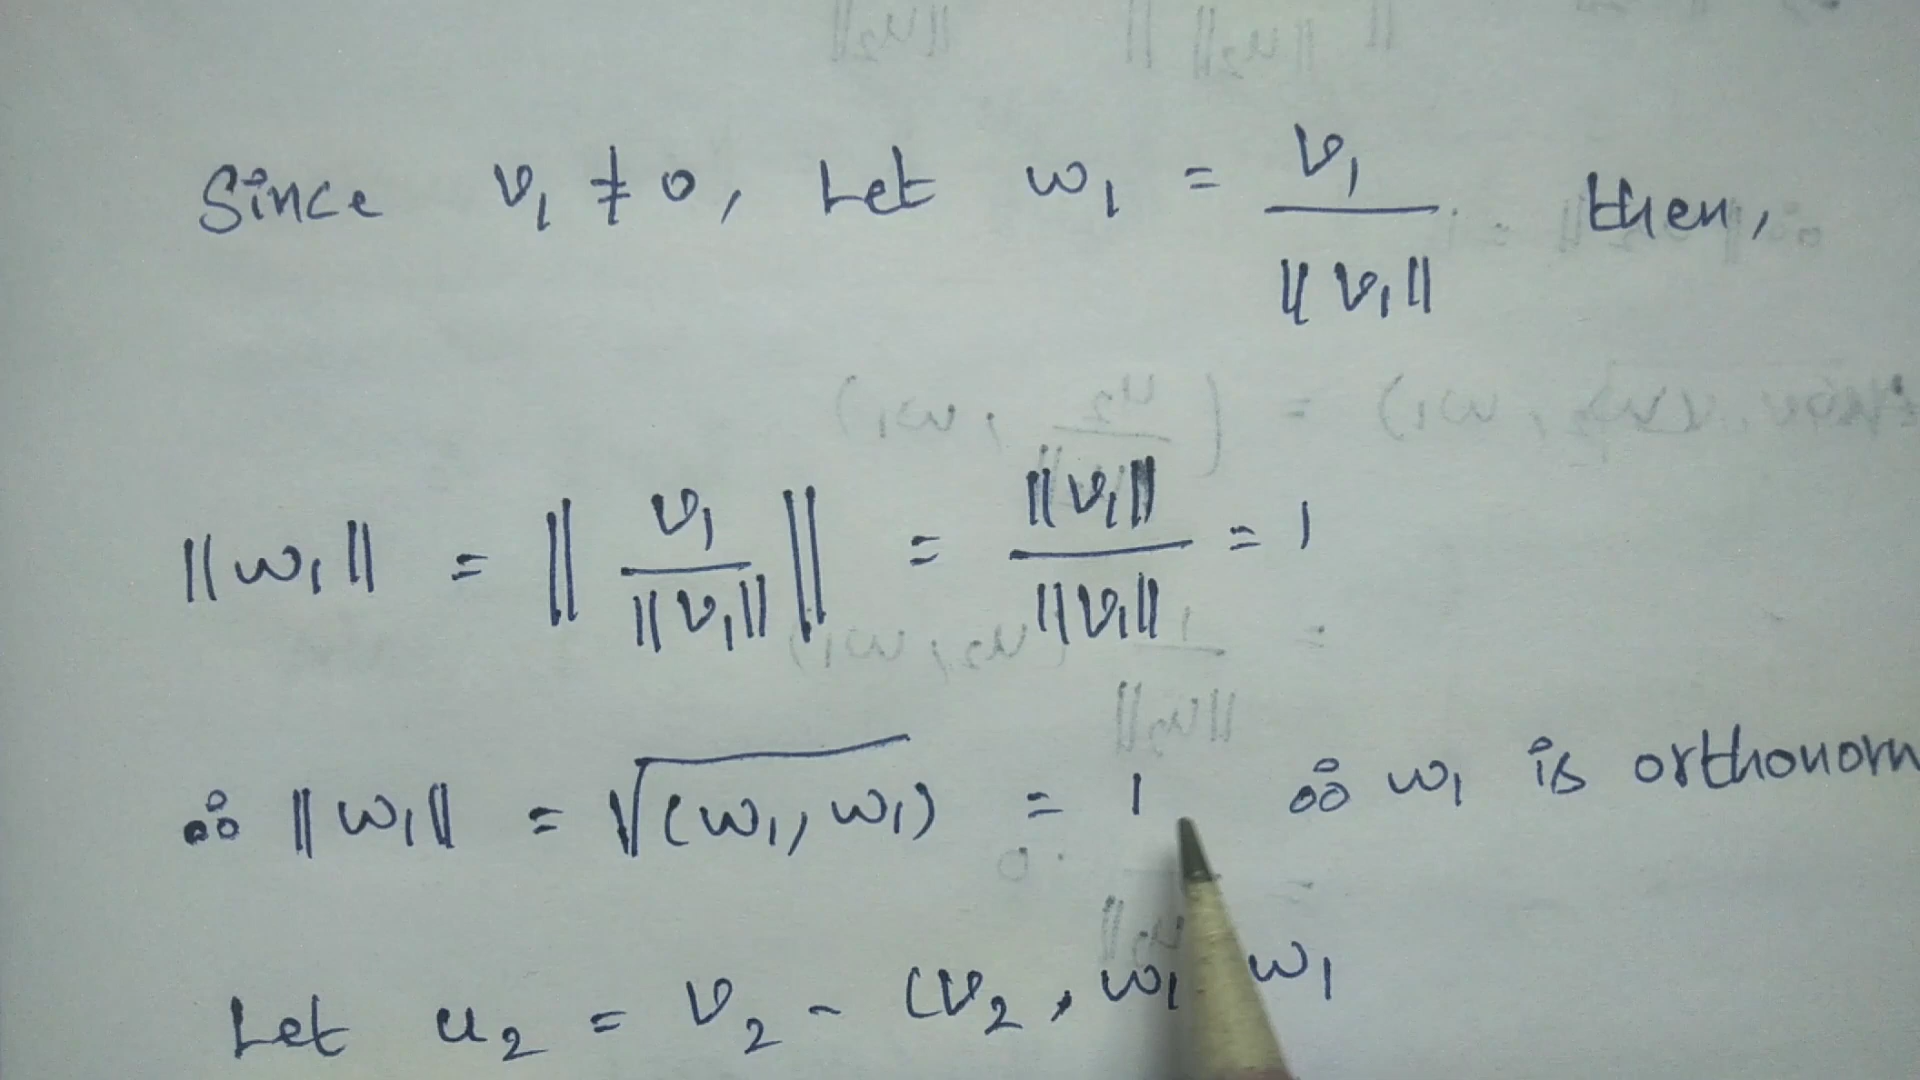 Since v₁ ≠ 0, Let w₁ = v₁ / ||v₁|| then,
||w₁|| = || v₁ / ||v₁|| || = ||v₁|| / ||v₁|| = 1
∴ ||w₁|| = √(w₁, w₁) = 1 ∴ w₁ is orthonorm
Let u₂ = v₂ - (v₂, w₁ w₁